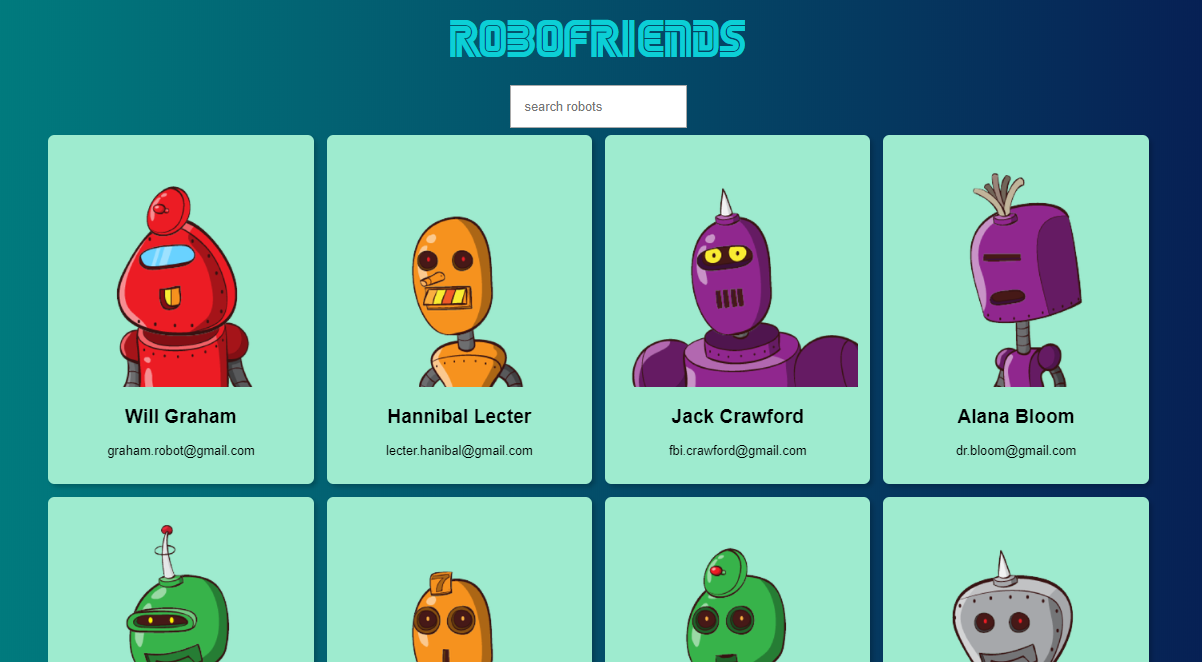 ROBOFRIENDS
search robots
Will Graham
graham.robot@gmail.com
Hannibal Lecter
lecter.hanibal@gmail.com
Jack Crawford
fbi.crawford@gmail.com
Alana Bloom
dr.bloom@gmail.com
7